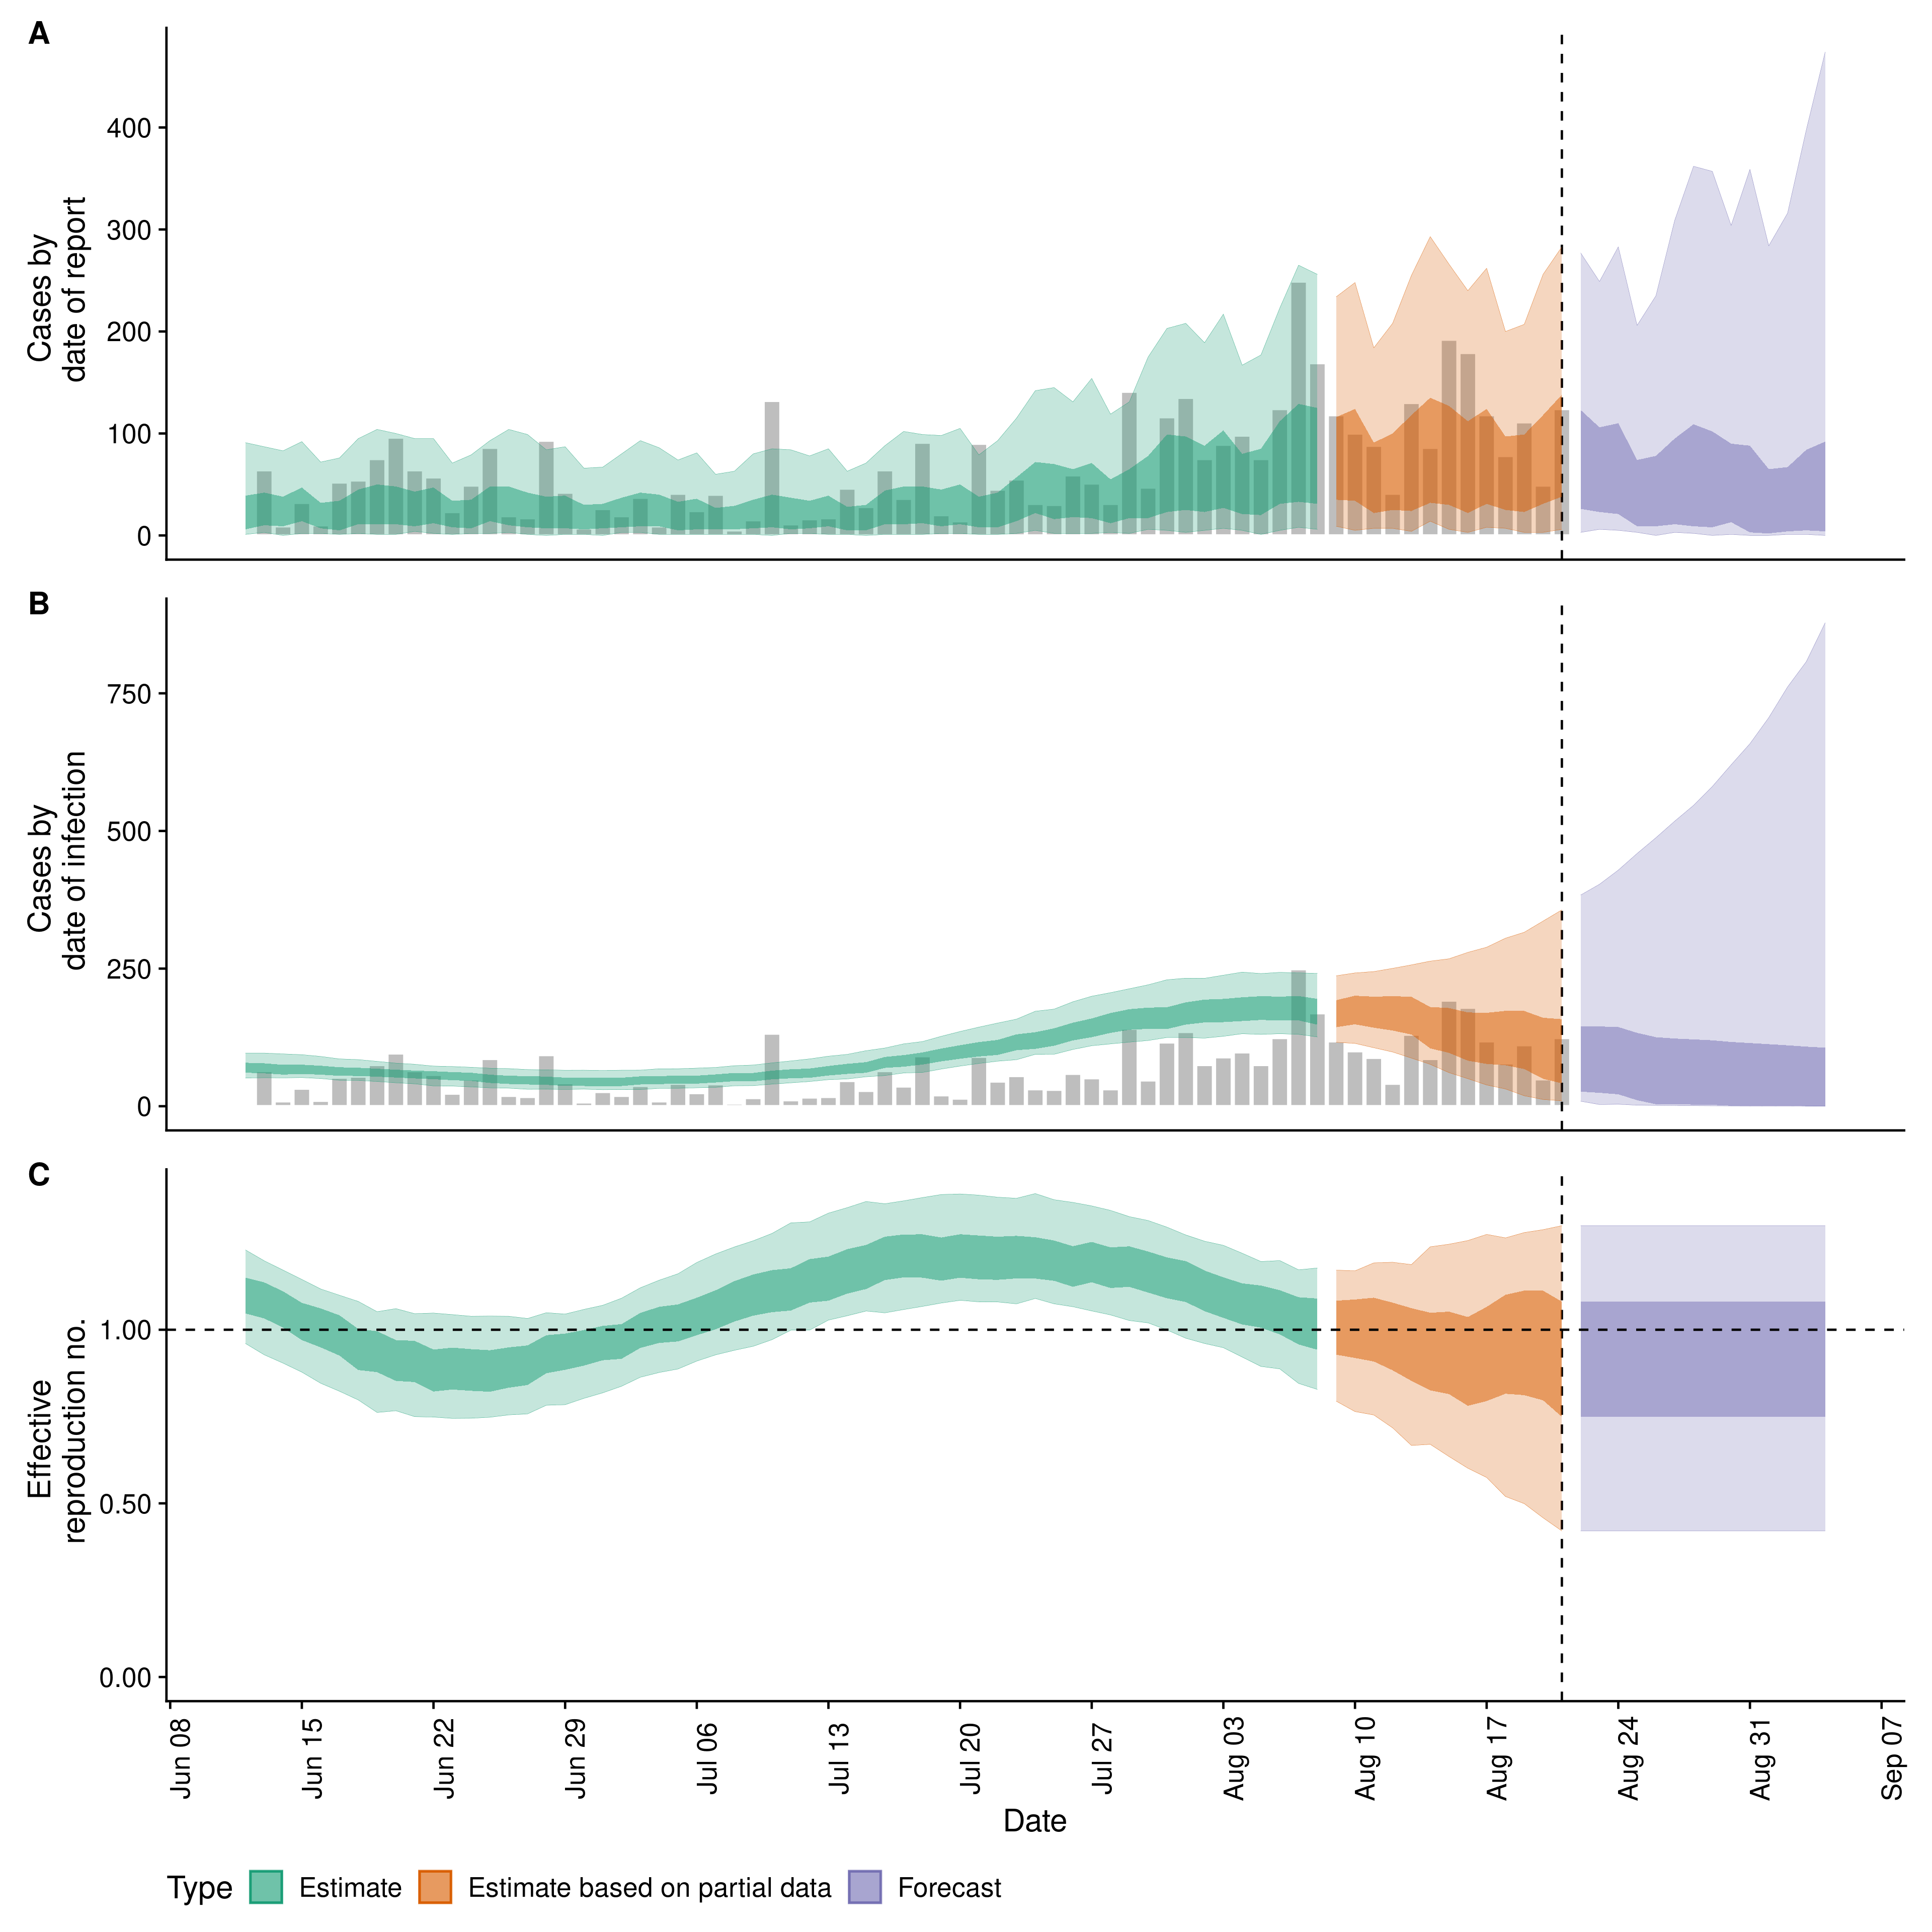 A
Cases by
date of report
400
300
200
100
0
B
Cases by
date of infection
750
500
250
0
C
Effective
reproduction no.
1.00
0.50
0.00
Jun 08
Jun 15
Jun 22
Jun 29
Jul 06
Jul 13
Jul 20
Jul 27
Aug 03
Aug 10
Aug 17
Aug 24
Aug 31
Sep 07
Date
Type Estimate Estimate based on partial data Forecast